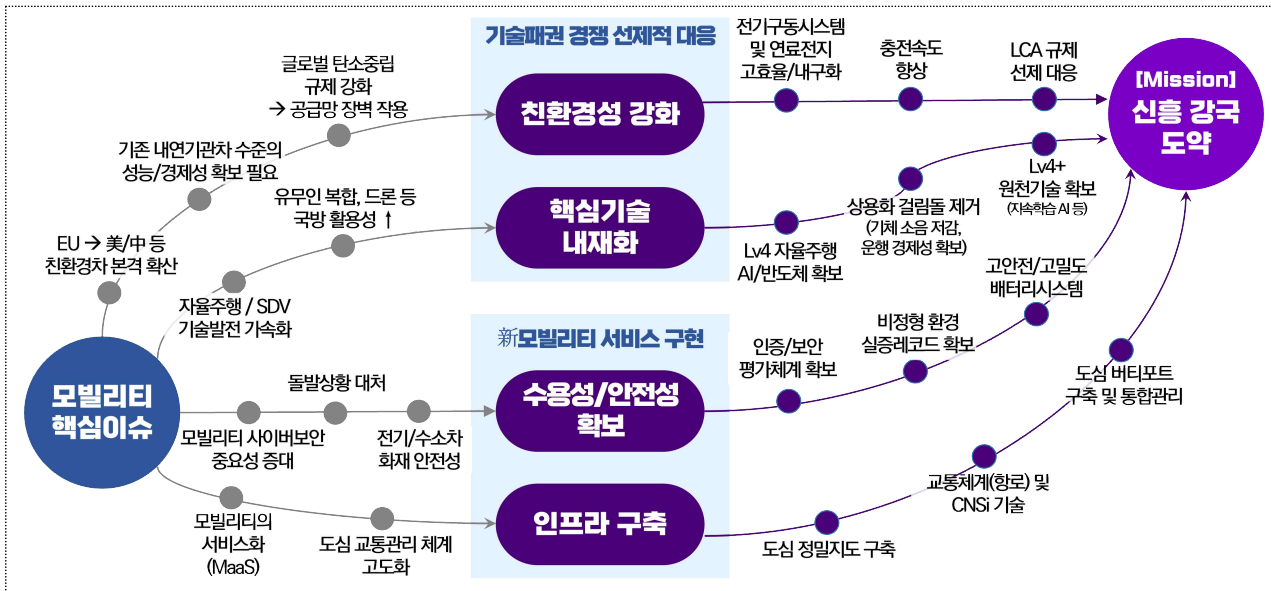 모빌리티
핵심이슈
EU → 美/中 등
친환경차 본격 확산
기존 내연기관차 수준의
성능/경제성 확보 필요
글로벌 탄소중립
규제 강화
→ 공급망 장벽 작용
자율주행 / SDV
기술발전 가속화
유무인 복합, 드론 등
국방 활용성 ↑
모빌리티 사이버보안
중요성 증대
돌발상황 대처
전기/수소차
화재 안전성
모빌리티의
서비스화
(MaaS)
도심 교통관리 체계
고도화
기술패권 경쟁 선제적 대응
친환경성 강화
핵심기술
내재화
新모빌리티 서비스 구현
수용성/안전성
확보
인프라 구축
전기구동시스템
및 연료전지
고효율/내구화
충전속도
향상
LCA 규제
선제 대응
Lv4 자율주행
AI/반도체 확보
상용화 걸림돌 제거
(기체 소음 저감,
운행 경제성 확보)
Lv4+
원천기술 확보
(지속학습 AI 등)
인증/보안
평가체계 확보
비정형 환경
실증레코드 확보
고안전/고밀도
배터리시스템
도심 정밀지도 구축
교통체계(항로) 및
CNSi 기술
도심 버티포트
구축 및 통합관리
[Mission]
신흥 강국
도약